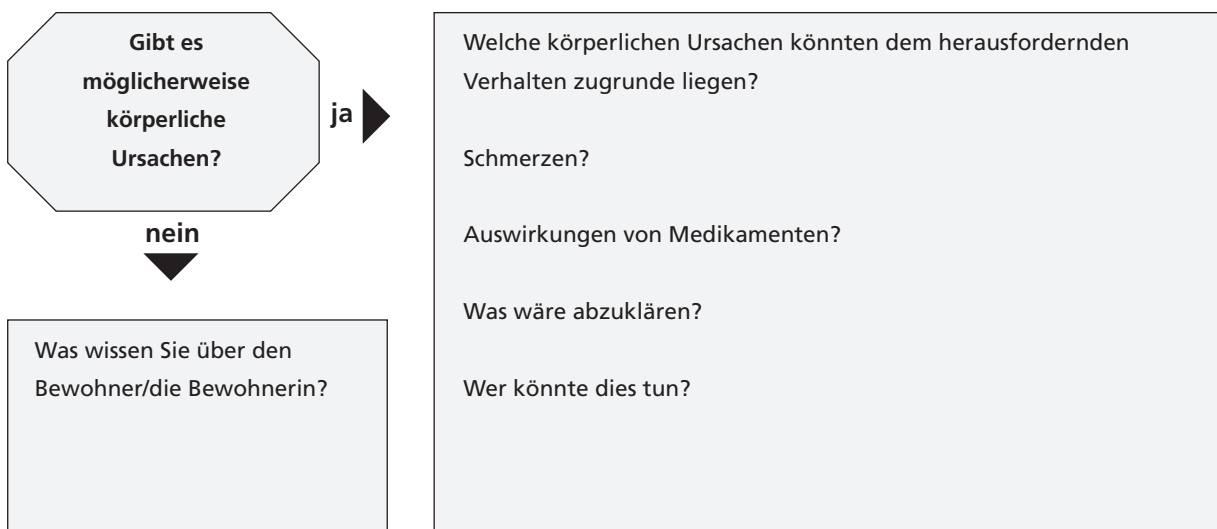 Gibt es
möglicherweise
körperliche
Ursachen?
ja
Welche körperlichen Ursachen könnten dem herausfordernden
Verhalten zugrunde liegen?
Schmerzen?
Auswirkungen von Medikamenten?
Was wäre abzuklären?
Wer könnte dies tun?
nein
Was wissen Sie über den
Bewohner/die Bewohnerin?